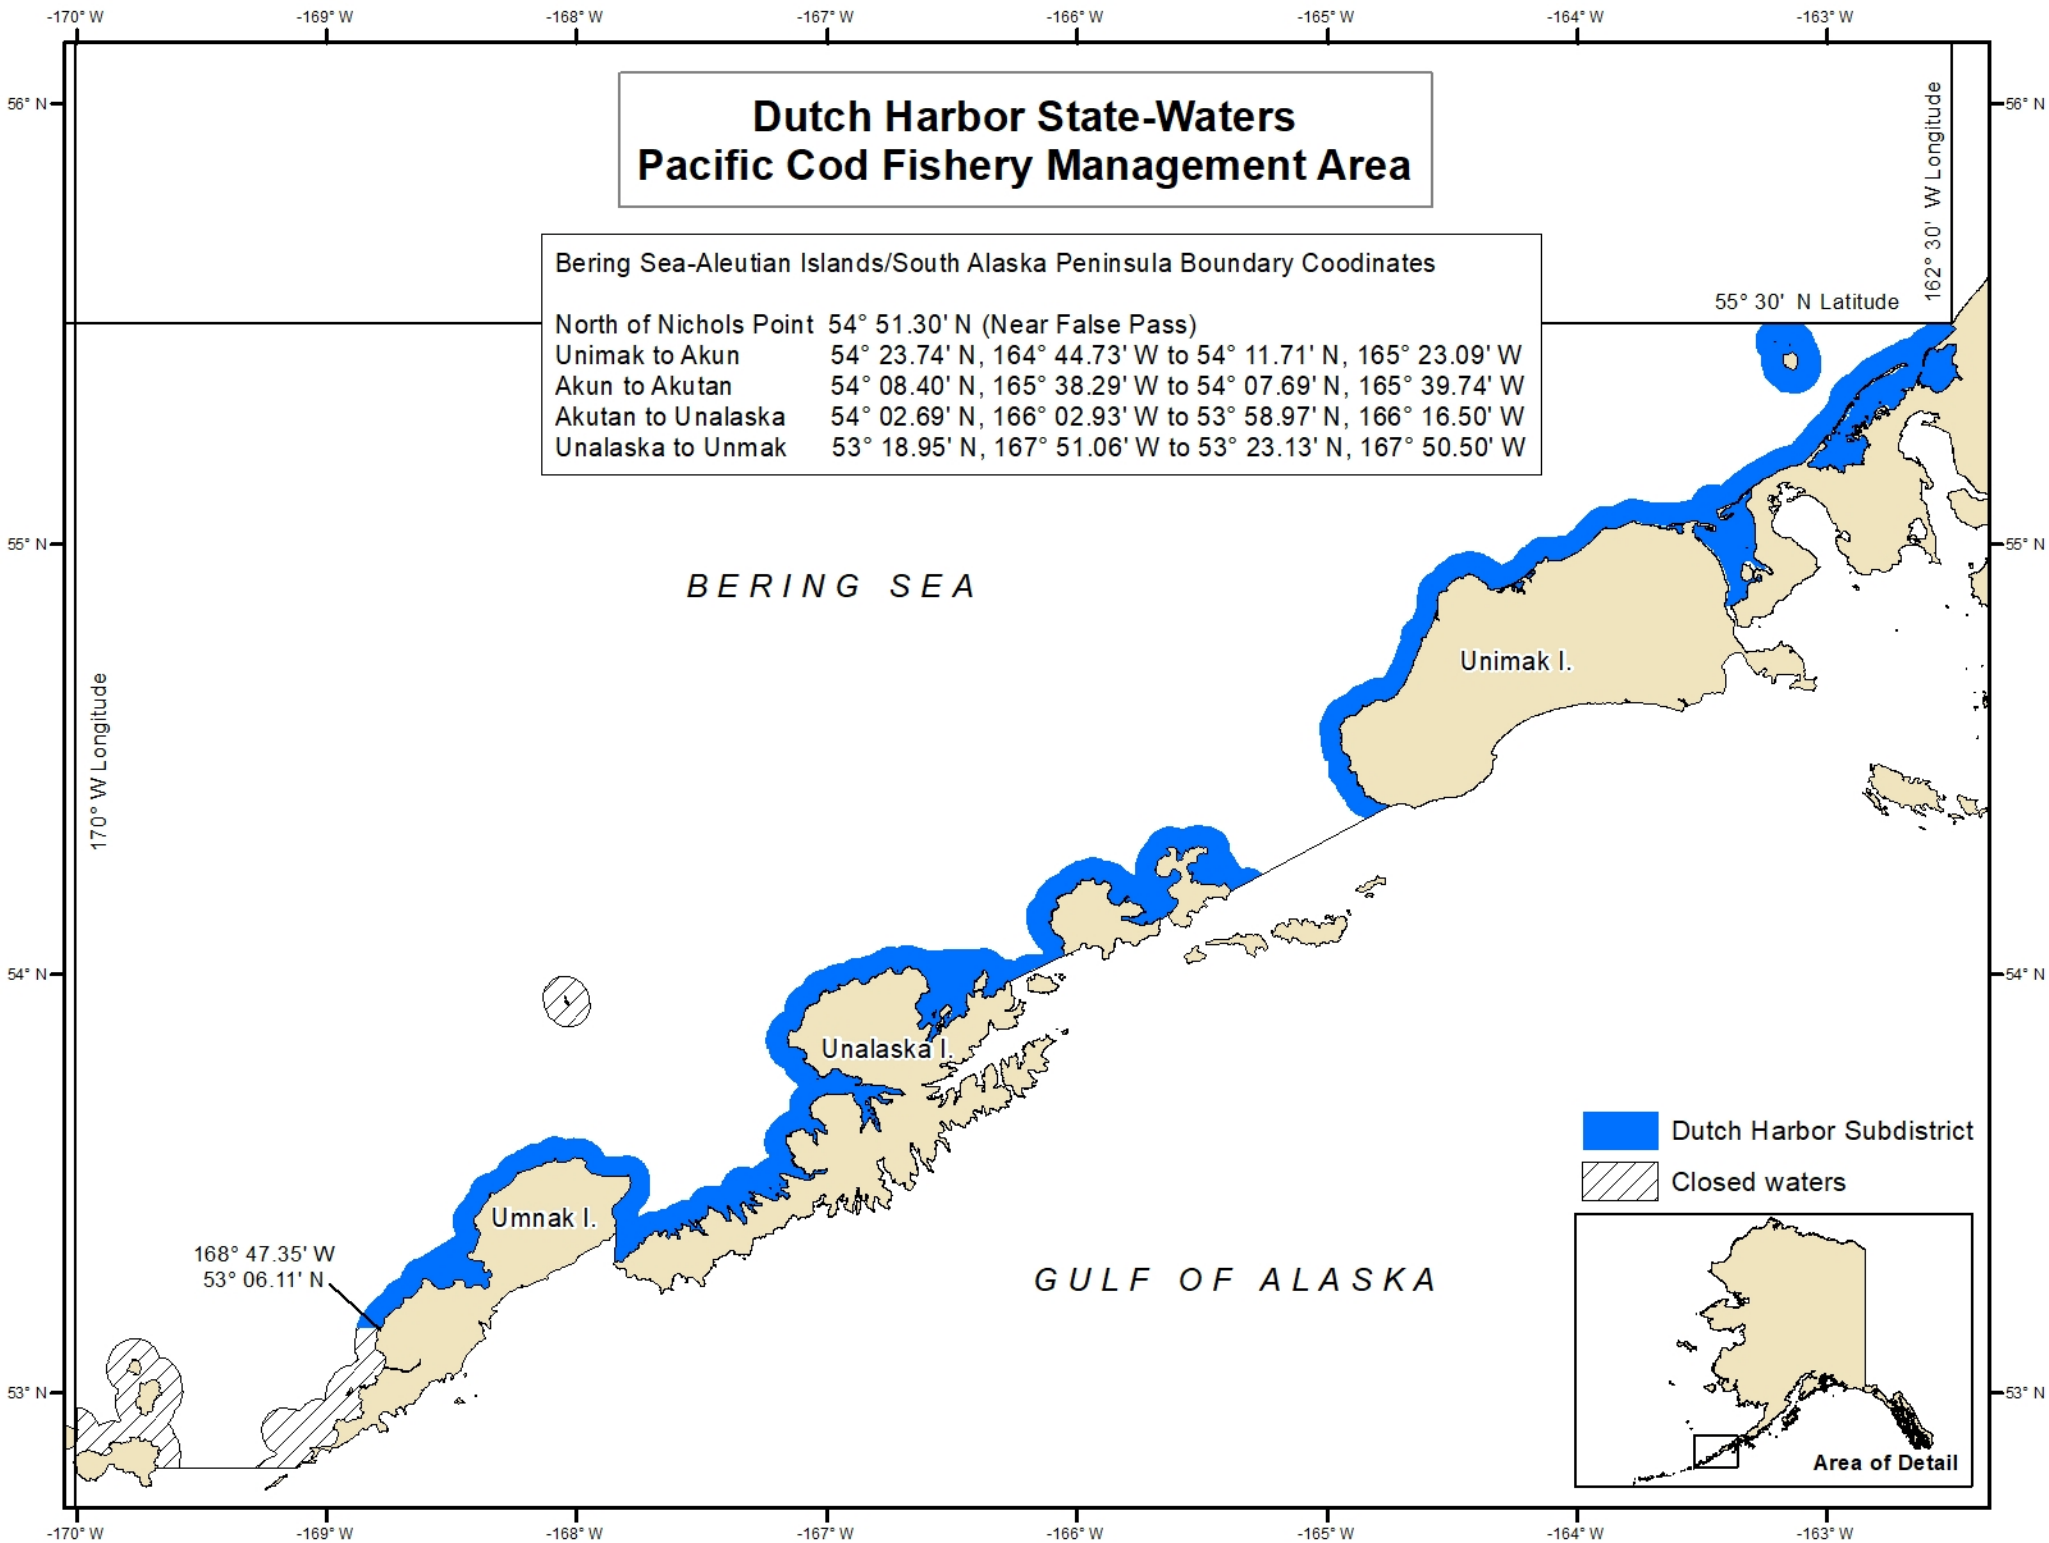 -170° W -169° W -168° W -167° W -166° W -165° W -164° W -163° W
56° N 56° N
Dutch Harbor State-Waters
Pacific Cod Fishery Management Area
162° 30' W Longitude
Bering Sea-Aleutian Islands/South Alaska Peninsula Boundary Coodinates
North of Nichols Point 54° 51.30' N (Near False Pass)
Unimak to Akun 54° 23.74' N, 164° 44.73' W to 54° 11.71' N, 165° 23.09' W
Akun to Akutan 54° 08.40' N, 165° 38.29' W to 54° 07.69' N, 165° 39.74' W
Akutan to Unalaska 54° 02.69' N, 166° 02.93' W to 53° 58.97' N, 166° 16.50' W
Unalaska to Unmak 53° 18.95' N, 167° 51.06' W to 53° 23.13' N, 167° 50.50' W
55° 30' N Latitude
55° N 55° N
BERING SEA
Unimak I.
170° W Longitude
54° N 54° N
Unalaska I.
Umnak I.
168° 47.35' W
53° 06.11' N
GULF OF ALASKA
Dutch Harbor Subdistrict
Closed waters
53° N 53° N
Area of Detail
-170° W -169° W -168° W -167° W -166° W -165° W -164° W -163° W